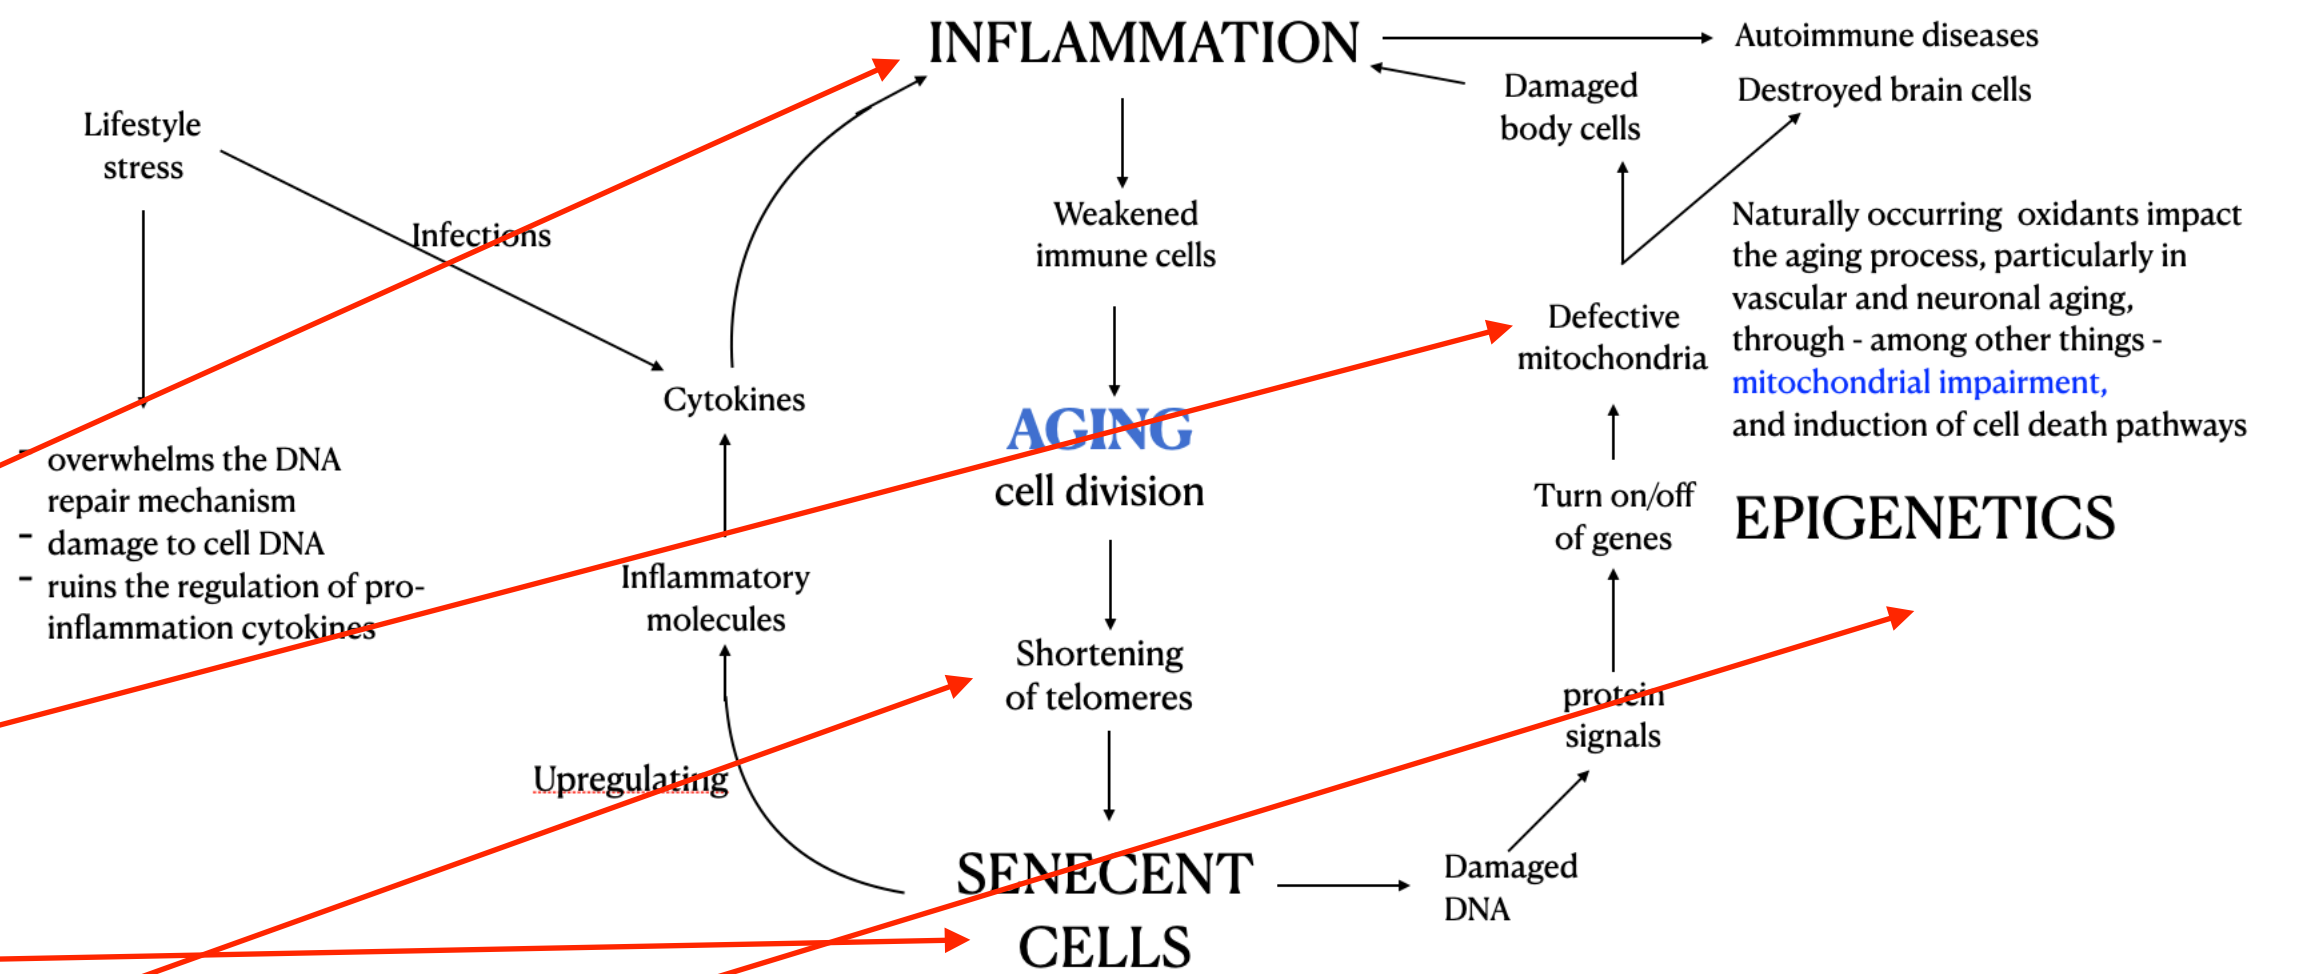 INFLAMMATION
Autoimmune diseases
Destroyed brain cells
Damaged
body cells
Lifestyle
stress
Infections
Weakened
immune cells
Naturally occurring  oxidants impact
the aging process, particularly in
vascular and neuronal aging,
through - among other things -
mitochondrial impairment,
and induction of cell death pathways
Defective
mitochondria
Cytokines
AGING
cell division
- overwhelms the DNA
repair mechanism
- damage to cell DNA
- ruins the regulation of pro-
inflammation cytokines
Turn on/off
of genes
EPIGENETICS
Inflammatory
molecules
Shortening
of telomeres
protein
signals
Upregulating
SENECENT
CELLS
Damaged
DNA